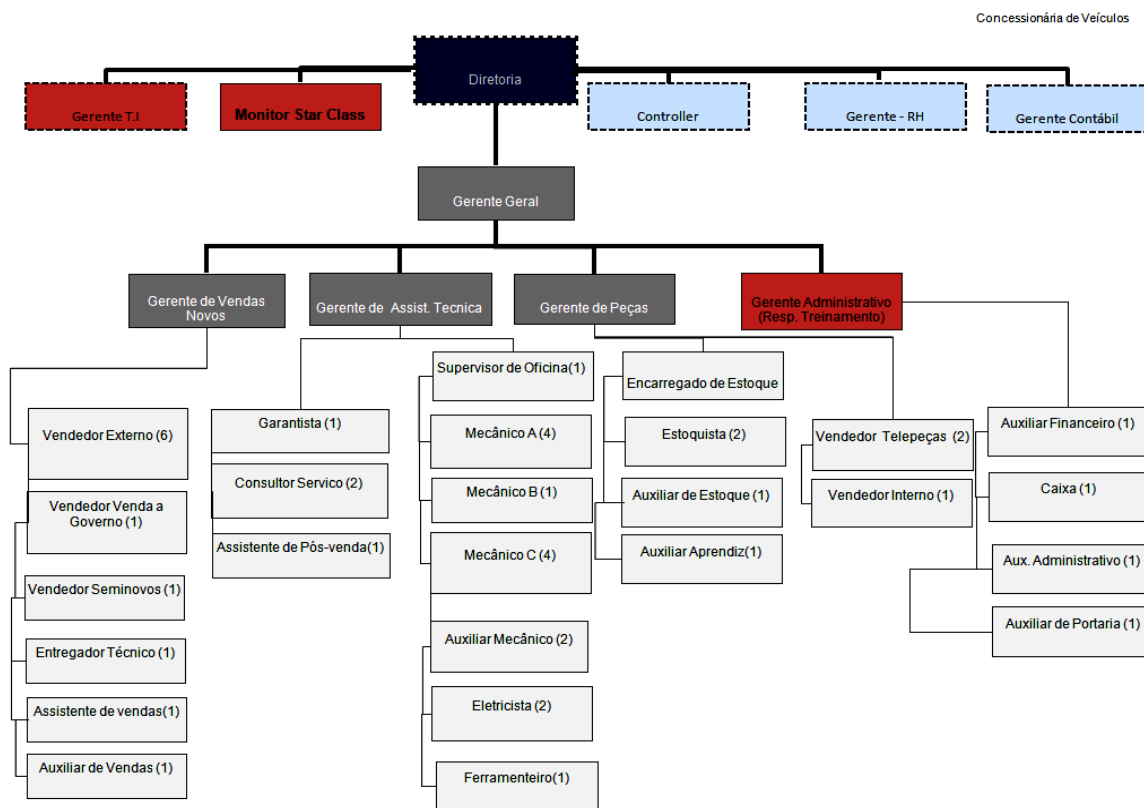 Concessionária de Veículos
Diretoria
Gerente T.I
Monitor Star Class
Controller
Gerente - RH
Gerente Contábil
Gerente Geral
Gerente de Vendas
Novos
Gerente de Assist. Tecnica
Gerente de Peças
Gerente Administrativo
(Resp. Treinamento)
Vendedor Externo (6)
Vendedor Venda a
Governo (1)
Vendedor Seminovos (1)
Entregador Técnico (1)
Assistente de vendas(1)
Auxiliar de Vendas (1)
Garantista (1)
Consultor Servico (2)
Assistente de Pós-venda(1)
Supervisor de Oficina(1)
Mecânico A (4)
Mecânico B (1)
Mecânico C (4)
Auxiliar Mecânico (2)
Eletricista (2)
Ferramenteiro(1)
Encarregado de Estoque
Estoquista (2)
Auxiliar de Estoque (1)
Auxiliar Aprendiz(1)
Vendedor Telepeças (2)
Vendedor Interno (1)
Auxiliar Financeiro (1)
Caixa (1)
Aux. Administrativo (1)
Auxiliar de Portaria (1)